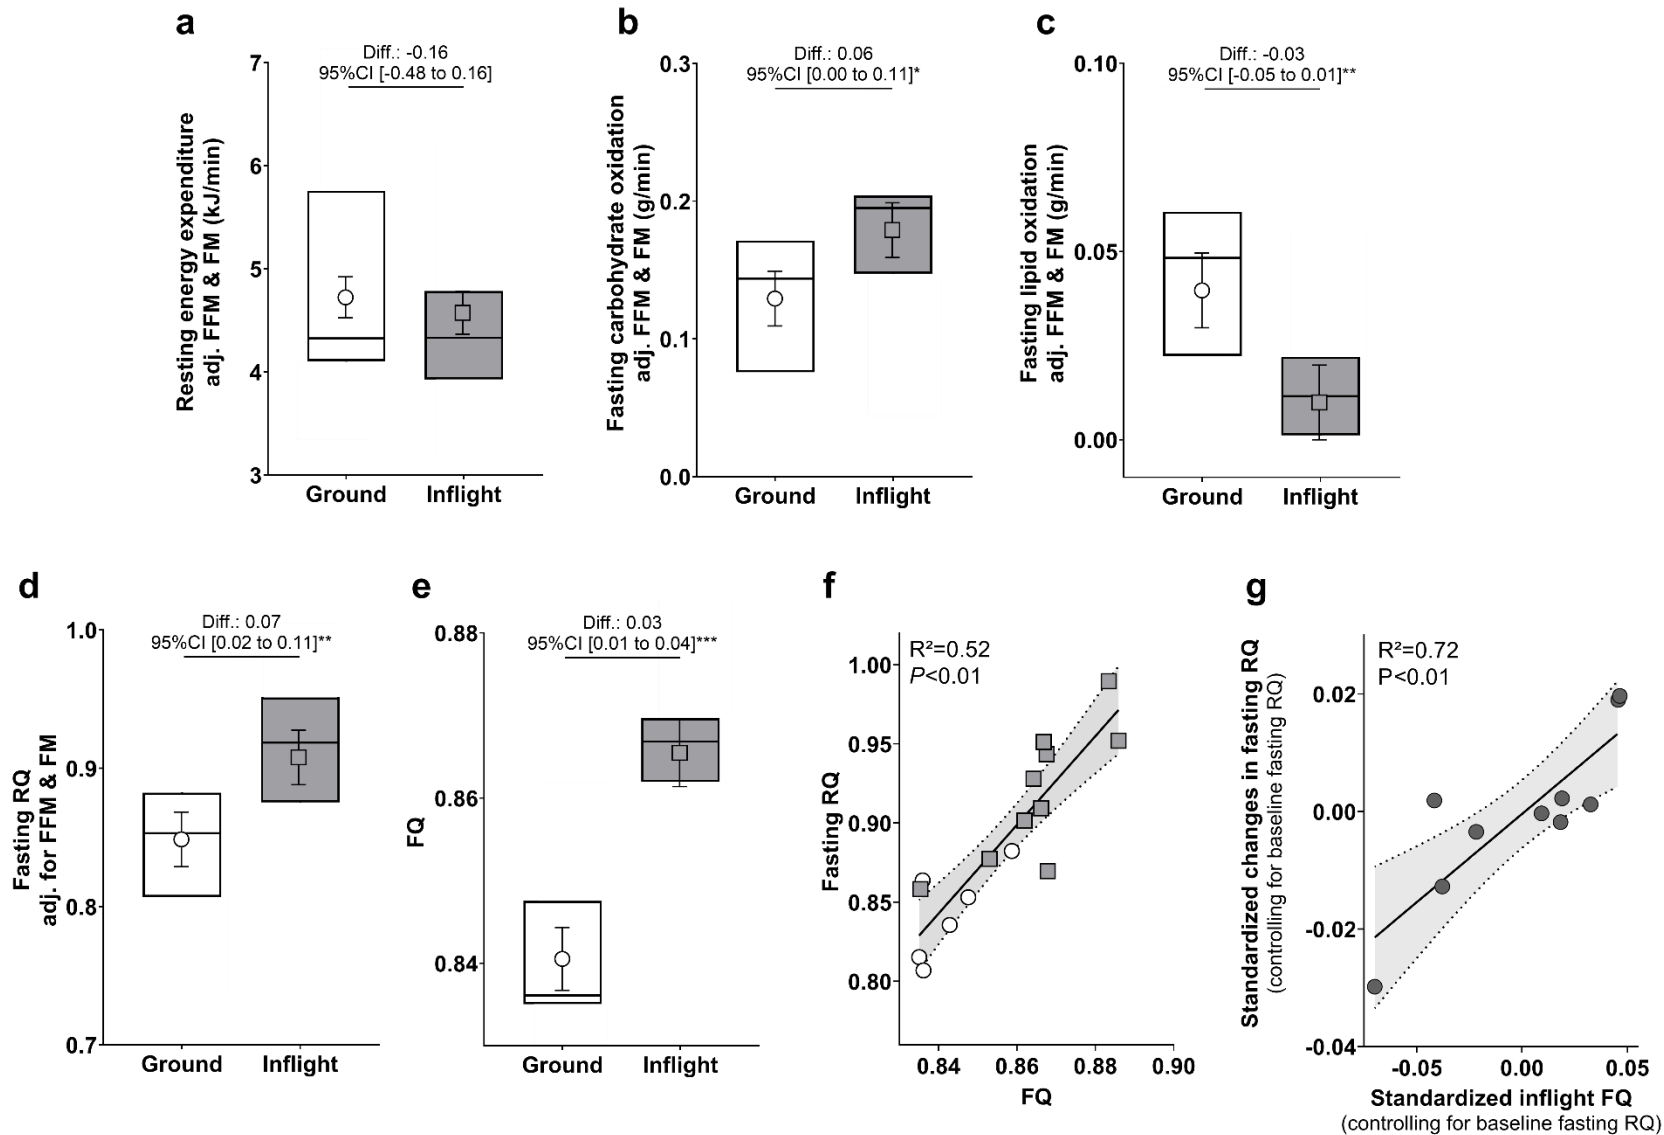 a
Diff.: -0.16
95%CI [-0.48 to 0.16]
Resting energy expenditure
adj. FFM & FM (kJ/min)
7
6
5
4
3
Ground
Inflight
b
Diff.: 0.06
95%CI [0.00 to 0.11]*
Fasting carbohydrate oxidation
adj. FFM & FM (g/min)
0.3
0.2
0.1
0.0
Ground
Inflight
c
Diff.: -0.03
95%CI [-0.05 to 0.01]**
Fasting lipid oxidation
adj. FFM & FM (g/min)
0.10
0.05
0.00
Ground
Inflight
d
Diff.: 0.07
95%CI [0.02 to 0.11]**
Fasting RQ
adj. for FFM & FM
1.0
0.9
0.8
0.7
Ground
Inflight
e
Diff.: 0.03
95%CI [0.01 to 0.04]***
FQ
0.88
0.86
0.84
Ground
Inflight
f
R²=0.52
P<0.01
Fasting RQ
1.00
0.95
0.90
0.85
0.80
0.84
0.86
0.88
0.90
FQ
g
R²=0.72
P<0.01
Standardized changes in fasting RQ
(controlling for baseline fasting RQ)
0.02
0.00
-0.02
-0.04
-0.05
0.00
0.05
Standardized inflight FQ
(controlling for baseline fasting RQ)